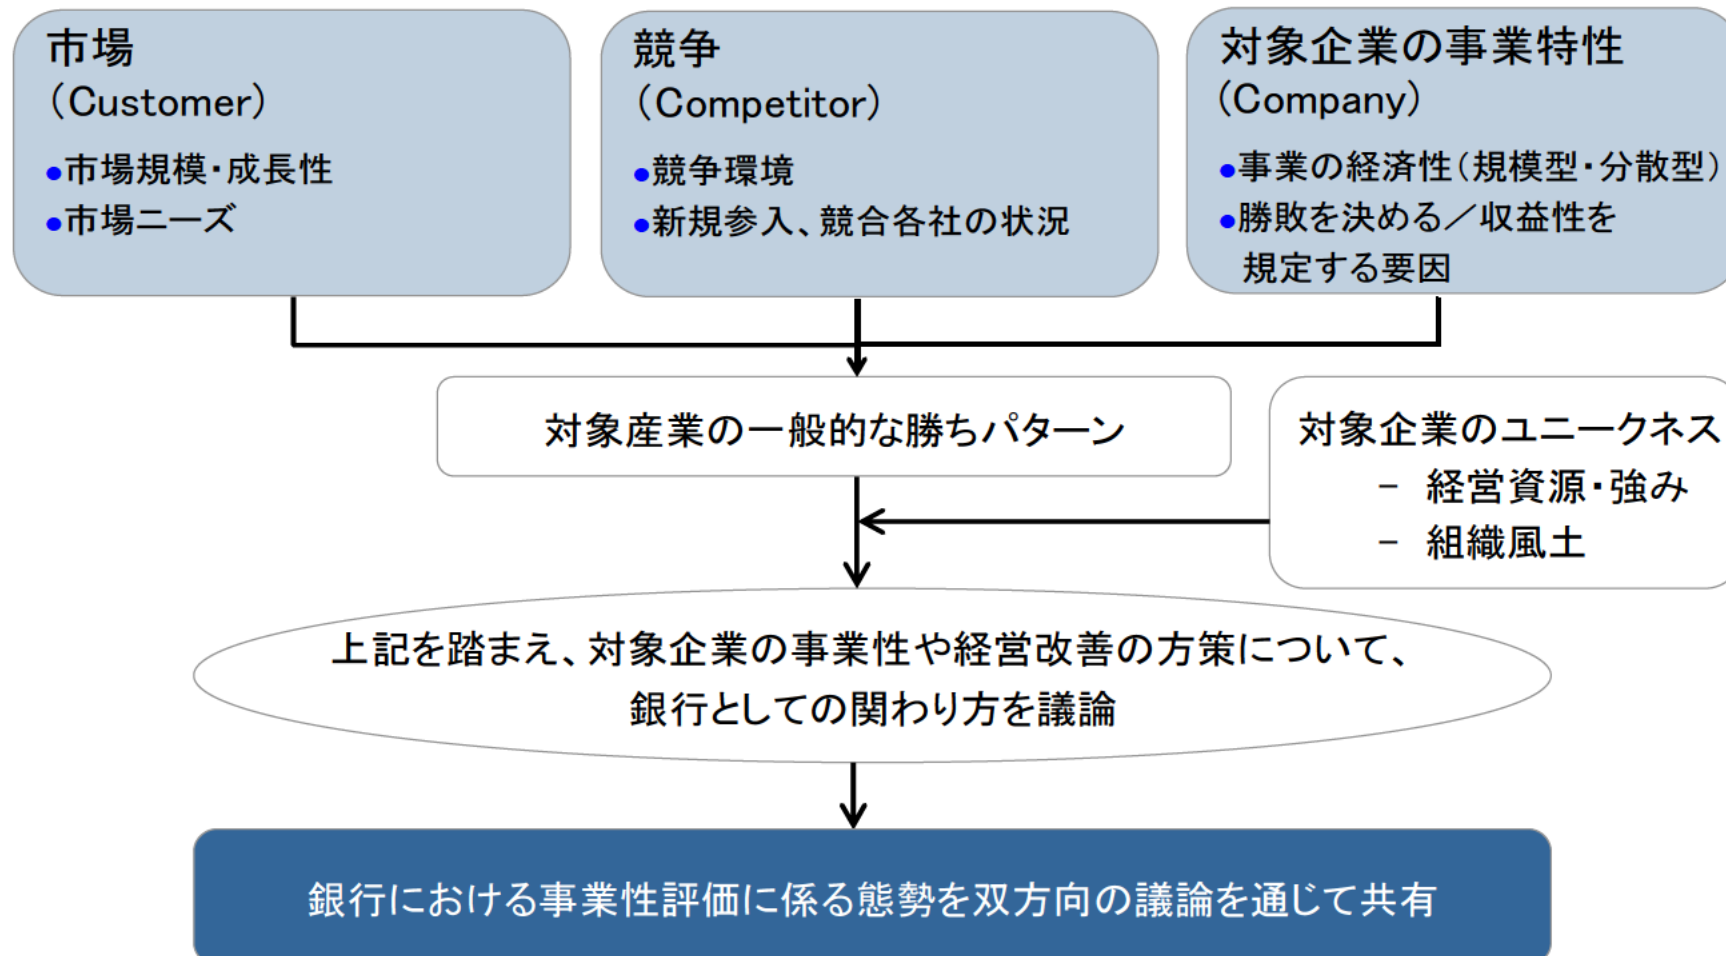 市場
（Customer）
●市場規模・成長性
●市場ニーズ
競争
（Competitor）
●競争環境
●新規参入、競合各社の状況
対象企業の事業特性
（Company）
●事業の経済性（規模型・分散型）
●勝敗を決める／収益性を
規定する要因
対象産業の一般的な勝ちパターン
対象企業のユニークネス
− 経営資源・強み
− 組織風土
上記を踏まえ、対象企業の事業性や経営改善の方策について、
銀行としての関わり方を議論
銀行における事業性評価に係る態勢を双方向の議論を通じて共有